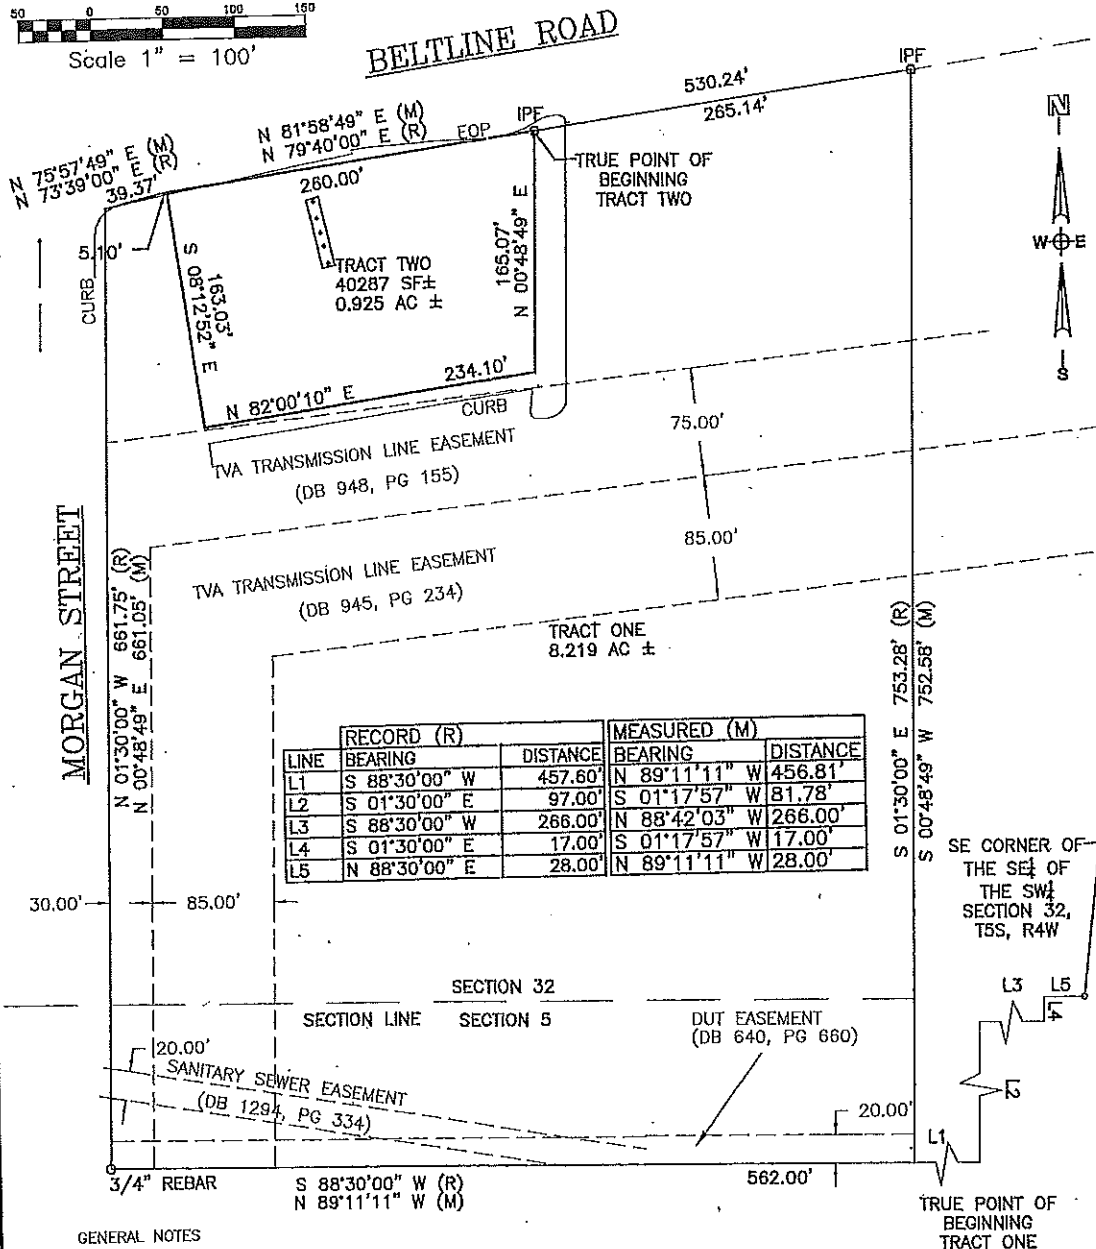 50 0 50 100 150
Scale 1" = 100'
BELTLINE ROAD
IPF
530.24'
265.14'
N
W E
S
N 75°57'49" E (M)
N 73°39'00" E (R)
39.37'
N 81°58'49" E (M)
N 79°40'00" E (R)
EOP
IPF
260.00'
TRUE POINT OF
BEGINNING
TRACT TWO
5.10'
CURB
163.03'
S 08°12'52" E
TRACT TWO
40287 SF±
0.925 AC ±
165.07'
N 00°48'49" E
234.10'
N 82°00'10" E
CURB
TVA TRANSMISSION LINE EASEMENT
(DB 948, PG 155)
75.00'
85.00'
TVA TRANSMISSION LINE EASEMENT
(DB 945, PG 234)
MORGAN STREET
N 01°30'00" W 661.75' (R)
N 00°48'49" E 661.05' (M)
TRACT ONE
8.219 AC ±
S 01°30'00" E 753.28' (R)
S 00°48'49" W 752.58' (M)
RECORD (R) MEASURED (M)
LINE BEARING DISTANCE BEARING DISTANCE
L1 S 88°30'00" W 457.60' N 89°11'11" W 456.81'
L2 S 01°30'00" E 97.00' S 01°17'57" W 81.78'
L3 S 88°30'00" W 266.00' N 88°42'03" W 266.00'
L4 S 01°30'00" E 17.00' S 01°17'57" W 17.00'
L5 N 88°30'00" E 28.00' N 89°11'11" W 28.00'
SE CORNER OF
THE SE¼ OF
THE SW¼
SECTION 32,
T5S, R4W
30.00' 85.00'
L3 L5
L4
L2
L1
SECTION 32
SECTION LINE SECTION 5
DUT EASEMENT
(DB 640, PG 660)
20.00'
SANITARY SEWER EASEMENT
(DB 1294, PG 334)
20.00'
3/4" REBAR
S 88°30'00" W (R)
N 89°11'11" W (M)
562.00'
TRUE POINT OF
BEGINNING
TRACT ONE
GENERAL NOTES